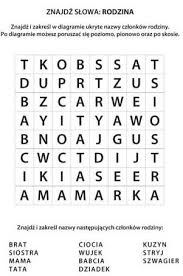 ZNAJDŹ SŁOWA: RODZINA
Znajdź i zakreśl w diagramie ukryte nazwy członków rodziny.
Po diagramie możesz poruszać się poziomo, pionowo oraz po skosie.
T K O B S S S A T
D U P R T Z U S
B Z C A R W E I
A Y I T Y A W O
B N O J A G U S
C W C T D I J T
I K I A S E E R
A M A M A R K A
Znajdź i zakreśl nazwy następujących członków rodziny:
BRAT CIOCIA KUZYN
SIOSTRA WUJEK STRYJ
MAMA BABCIA SZWAGIER
TATA DZIADEK